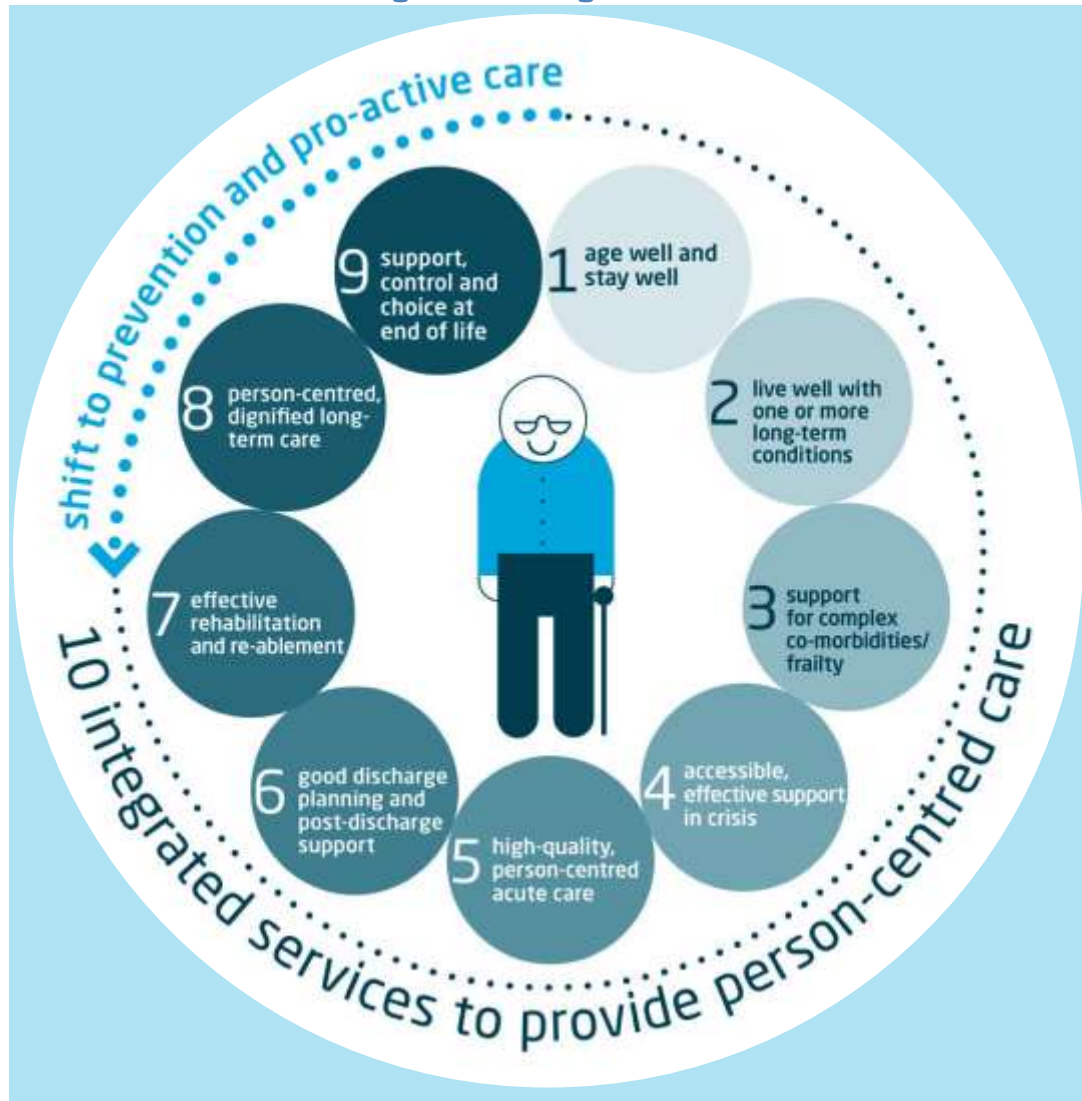 shift to prevention and pro-active care
1 age well and
stay well
2 live well with
one or more
long-term
conditions
3 support
for complex
co-morbidities/
frailty
4 accessible,
effective support
in crisis
5 high-quality,
person-centred
acute care
6 good discharge
planning and
post-discharge
support
7 effective
rehabilitation
and re-ablement
8 person-centred,
dignified long-
term care
9 support,
control and
choice at
end of life
10 integrated services to provide person-centred care